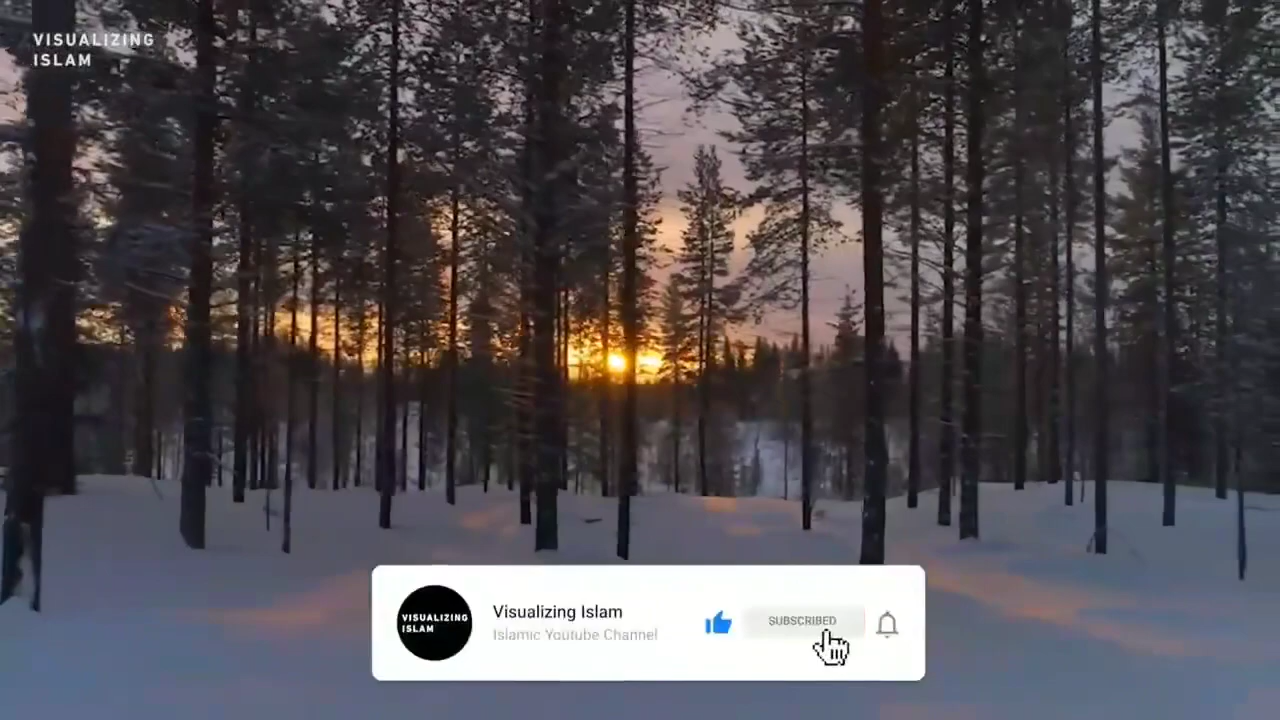 VISUALIZING
ISLAM
VISUALIZING
ISLAM
Visualizing Islam
Islamic Youtube Channel
SUBSCRIBED